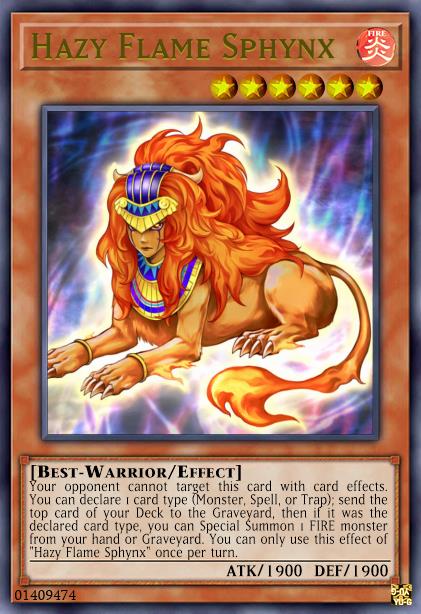 Hazy Flame Sphynx
FIRE
炎
[Best-Warrior/Effect]
Your opponent cannot target this card with card effects.
You can declare 1 card type (Monster, Spell, or Trap); send
the top card of your Deck to the Graveyard, then if it was the
declared card type, you can Special Summon 1 FIRE monster
from your hand or Graveyard. You can only use this effect of
"Hazy Flame Sphynx" once per turn.
ATK/1900 DEF/1900
01409474